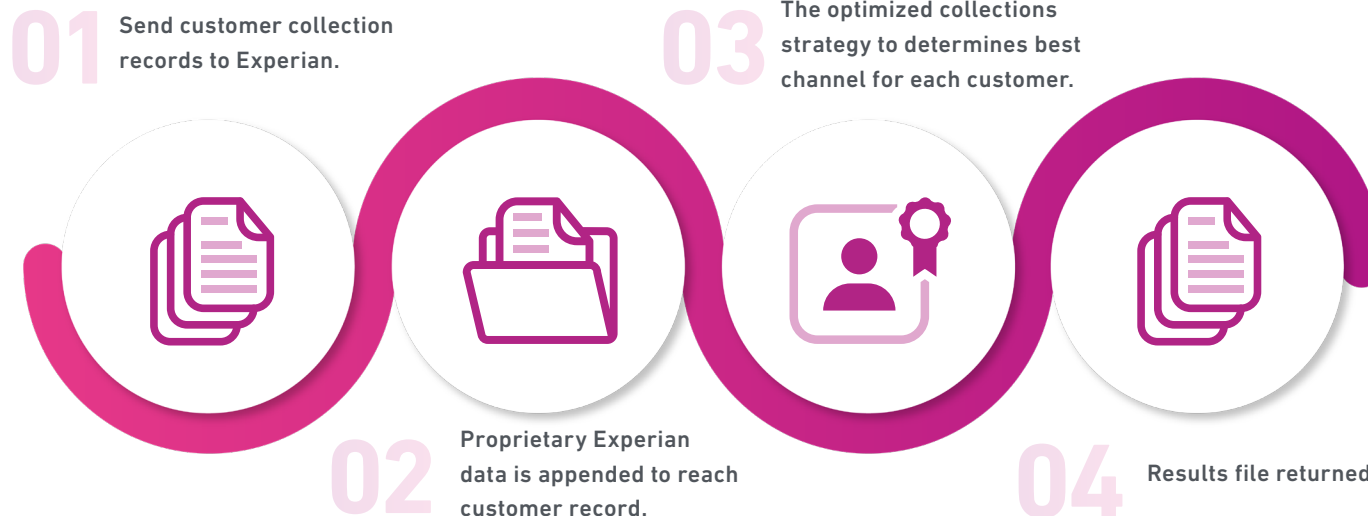 01
Send customer collection
records to Experian.
02
Proprietary Experian
data is appended to reach
customer record.
03
The optimized collections
strategy to determines best
channel for each customer.
04
Results file returned